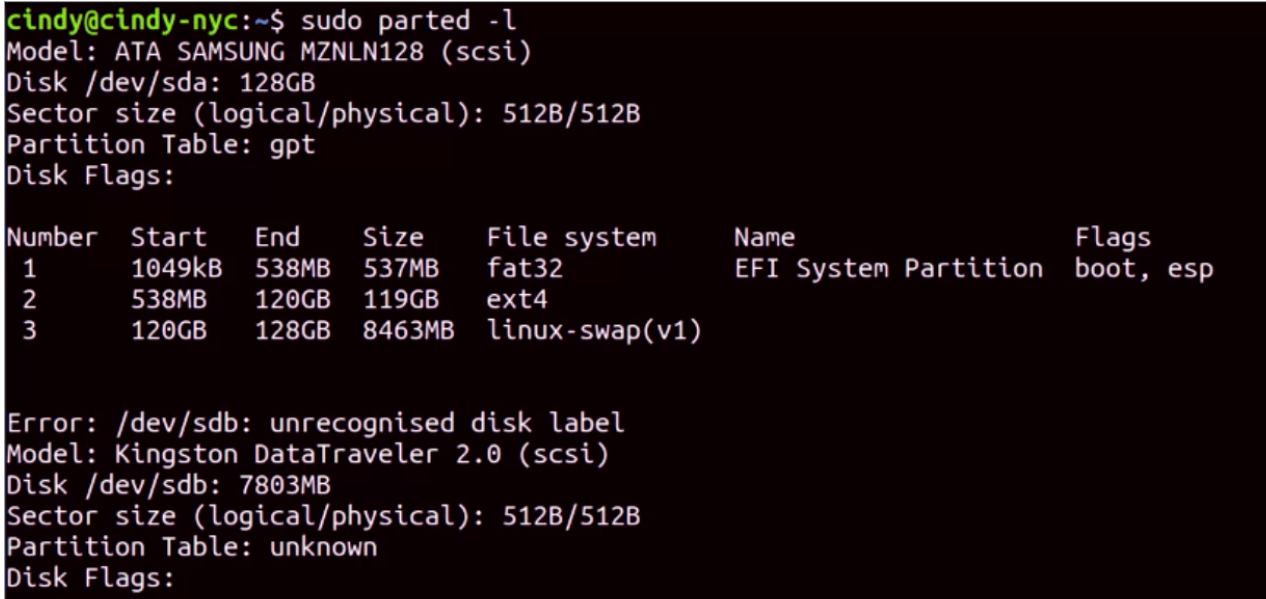 cindy@cindy-nyc:~$ sudo parted -l
Model: ATA SAMSUNG MZNLN128 (scsi)
Disk /dev/sda: 128GB
Sector size (logical/physical): 512B/512B
Partition Table: gpt
Disk Flags:
Number  Start   End     Size    File system     Name                  Flags
 1      1049kB  538MB   537MB   fat32           EFI System Partition  boot, esp
 2      538MB   120GB   119GB   ext4
 3      120GB   128GB   8463MB  linux-swap(v1)
Error: /dev/sdb: unrecognised disk label
Model: Kingston DataTraveler 2.0 (scsi)
Disk /dev/sdb: 7803MB
Sector size (logical/physical): 512B/512B
Partition Table: unknown
Disk Flags: